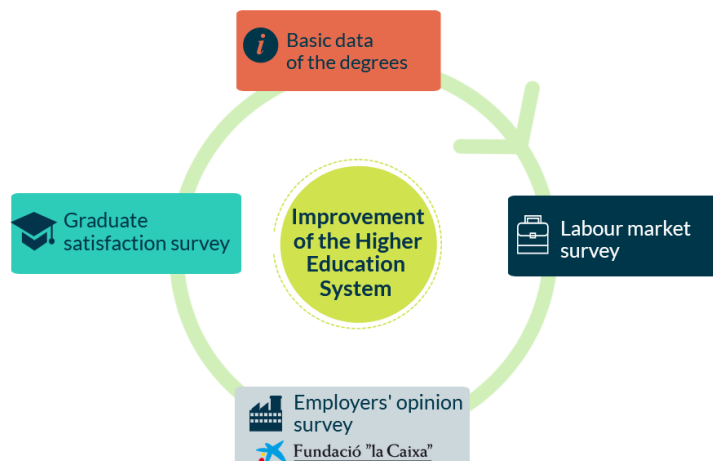 i
Basic data
of the degrees
Labour market
survey
Employers' opinion
survey
Fundació "la Caixa"
Graduate
satisfaction survey
Improvement
of the Higher
Education
System